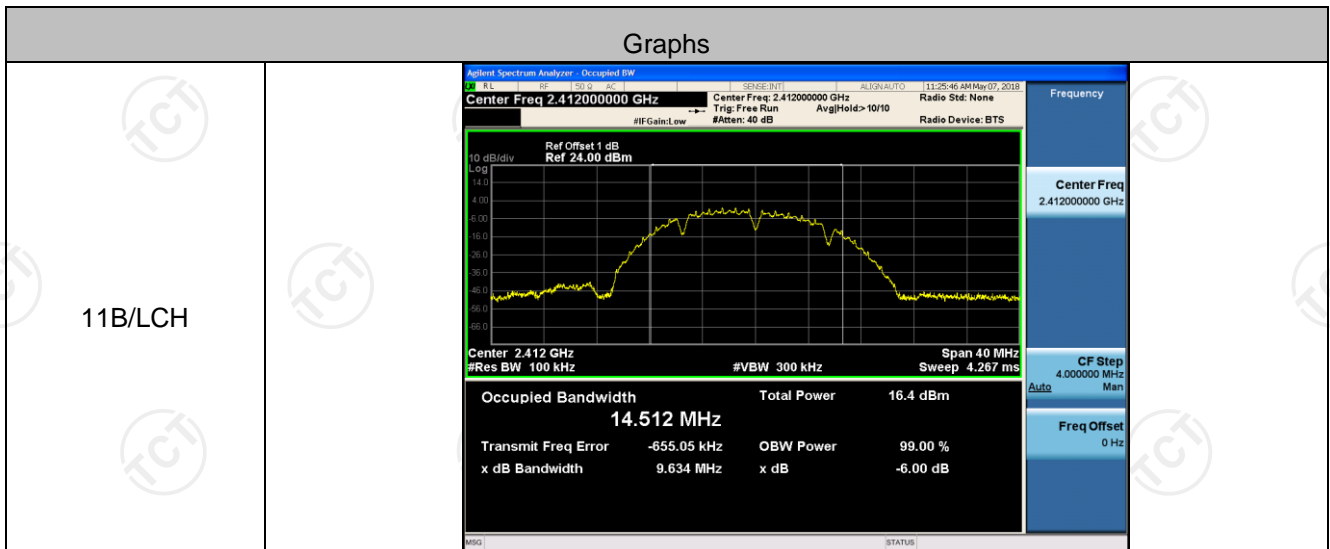 Graphs
11B/LCH
Agilent Spectrum Analyzer - Occupied BW
RL RF 50 Ω AC SENSE:INT ALIGN AUTO 11:25:46 AM May 07, 2018
Center Freq 2.412000000 GHz
Center Freq: 2.412000000 GHz
Radio Std: None
Trig: Free Run Avg|Hold:> 10/10
#IFGain:Low #Atten: 40 dB Radio Device: BTS
Ref Offset 1 dB
10 dB/div Ref 24.00 dBm
Log
14.0
4.00
-6.00
-16.0
-26.0
-36.0
-46.0
-56.0
-66.0
Center 2.412 GHz Span 40 MHz
#Res BW 100 kHz #VBW 300 kHz Sweep 4.267 ms
Occupied Bandwidth Total Power 16.4 dBm
14.512 MHz
Transmit Freq Error -655.05 kHz OBW Power 99.00 %
x dB Bandwidth 9.634 MHz x dB -6.00 dB
MSG STATUS
Frequency
Center Freq
2.412000000 GHz
CF Step
4.000000 MHz
Auto Man
Freq Offset
0 Hz
TCT
TCT
TCT
TCT
TCT